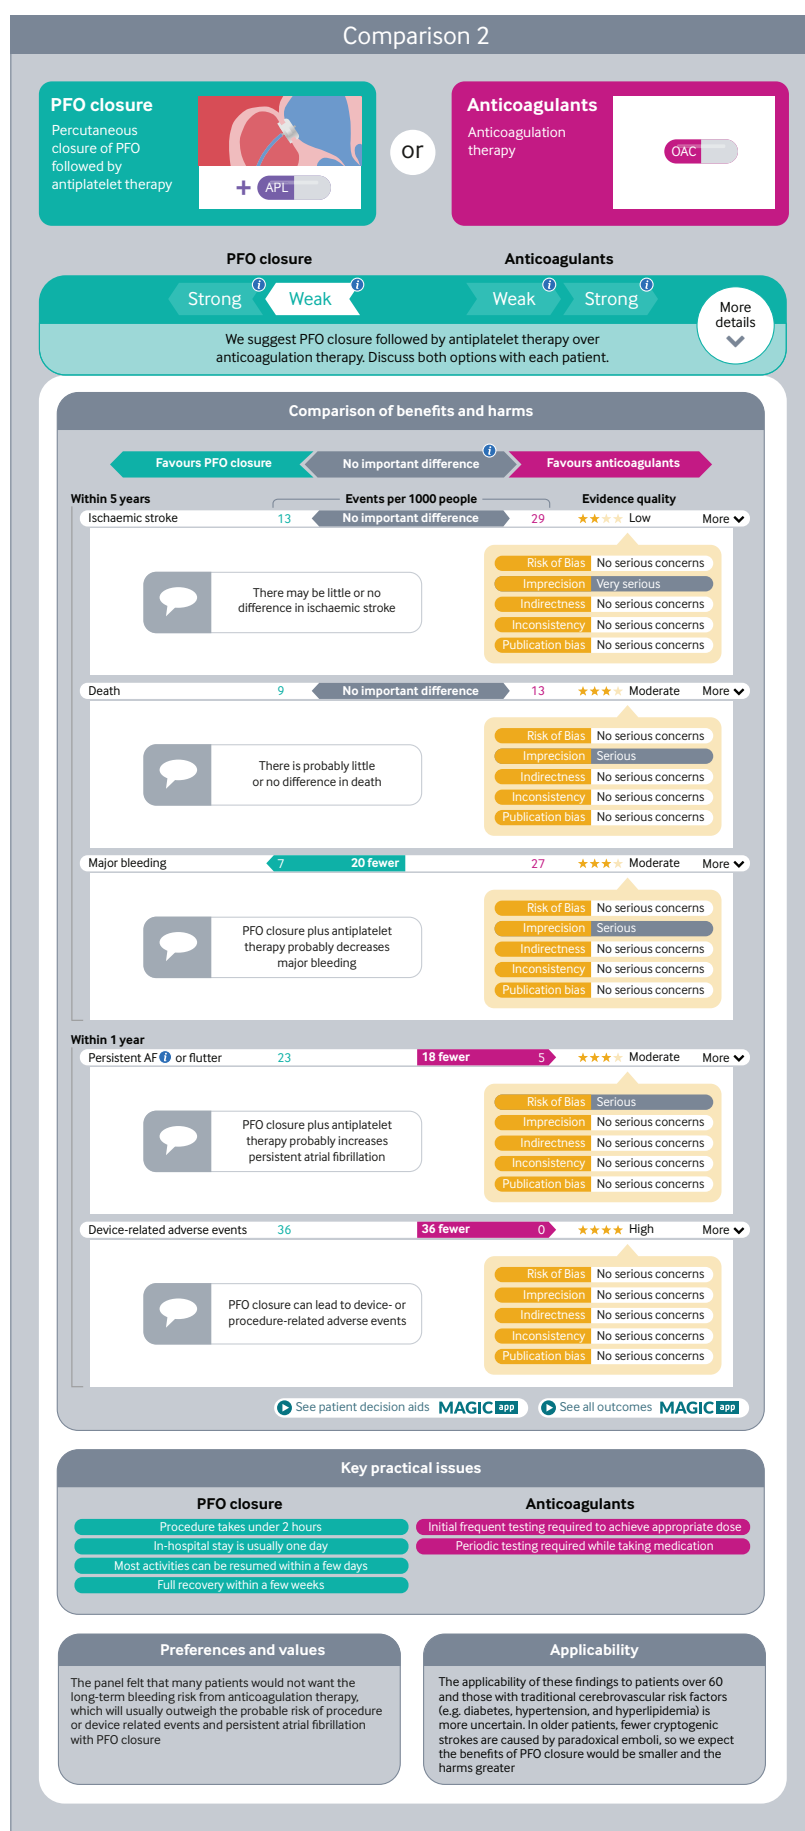 Comparison 2
PFO closure
Percutaneous
closure of PFO
followed by
antiplatelet therapy
+ APL
or
Anticoagulants
Anticoagulation
therapy
OAC
PFO closure
Anticoagulants
Strong i
Weak i
Weak i
Strong i
More
details
We suggest PFO closure followed by antiplatelet therapy over
anticoagulation therapy. Discuss both options with each patient.
Comparison of benefits and harms
Favours PFO closure
No important difference i
Favours anticoagulants
Within 5 years
Events per 1000 people
Evidence quality
Ischaemic stroke 13 No important difference 29 ★★★★ Low More
There may be little or no
difference in ischaemic stroke
Risk of Bias No serious concerns
Imprecision Very serious
Indirectness No serious concerns
Inconsistency No serious concerns
Publication bias No serious concerns
Death 9 No important difference 13 ★★★★ Moderate More
There is probably little
or no difference in death
Risk of Bias No serious concerns
Imprecision Serious
Indirectness No serious concerns
Inconsistency No serious concerns
Publication bias No serious concerns
Major bleeding 7 20 fewer 27 ★★★★ Moderate More
PFO closure plus antiplatelet
therapy probably decreases
major bleeding
Risk of Bias No serious concerns
Imprecision Serious
Indirectness No serious concerns
Inconsistency No serious concerns
Publication bias No serious concerns
Within 1 year
Persistent AF i or flutter 23 18 fewer 5 ★★★★ Moderate More
PFO closure plus antiplatelet
therapy probably increases
persistent atrial fibrillation
Risk of Bias Serious
Imprecision No serious concerns
Indirectness No serious concerns
Inconsistency No serious concerns
Publication bias No serious concerns
Device-related adverse events 36 36 fewer 0 ★★★★ High More
PFO closure can lead to device- or
procedure-related adverse events
Risk of Bias No serious concerns
Imprecision No serious concerns
Indirectness No serious concerns
Inconsistency No serious concerns
Publication bias No serious concerns
See patient decision aids MAGIC app
See all outcomes MAGIC app
Key practical issues
PFO closure
Procedure takes under 2 hours
In-hospital stay is usually one day
Most activities can be resumed within a few days
Full recovery within a few weeks
Anticoagulants
Initial frequent testing required to achieve appropriate dose
Periodic testing required while taking medication
Preferences and values
The panel felt that many patients would not want the
long-term bleeding risk from anticoagulation therapy,
which will usually outweigh the probable risk of procedure
or device related events and persistent atrial fibrillation
with PFO closure
Applicability
The applicability of these findings to patients over 60
and those with traditional cerebrovascular risk factors
(e.g. diabetes, hypertension, and hyperlipidemia) is
more uncertain. In older patients, fewer cryptogenic
strokes are caused by paradoxical emboli, so we expect
the benefits of PFO closure would be smaller and the
harms greater